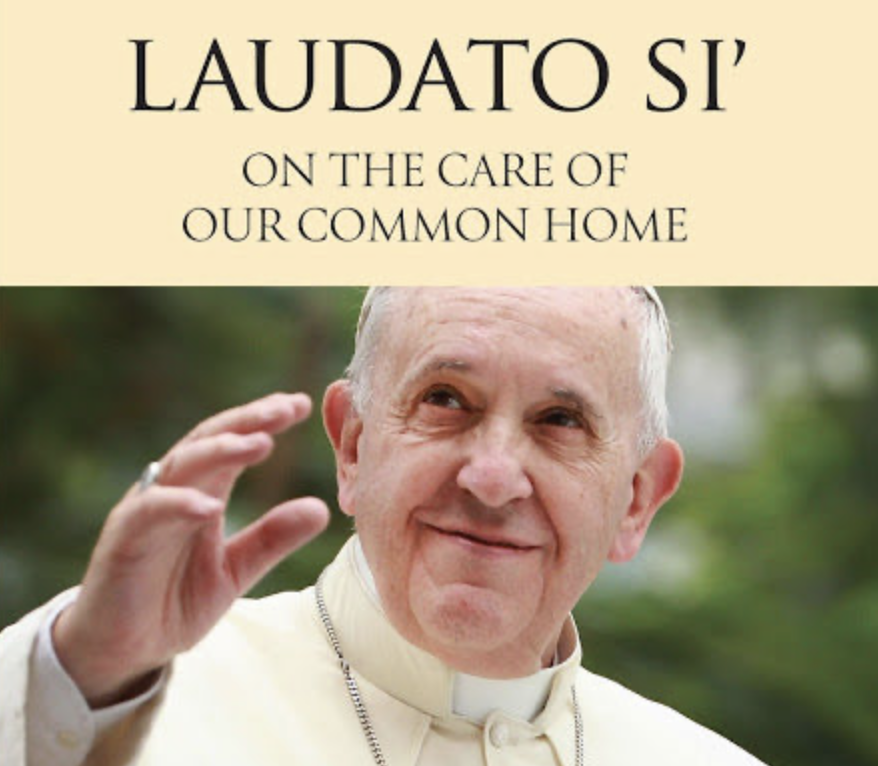 LAUDATO SI’
ON THE CARE OF
OUR COMMON HOME